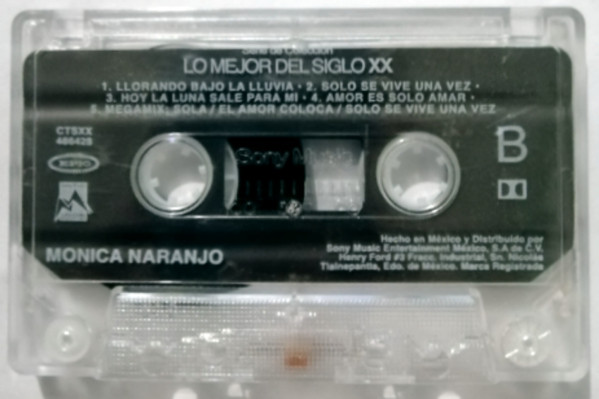 Serie de Colección
LO MEJOR DEL SIGLO XX
1. LLORANDO BAJO LA LLUVIA • 2. SOLO SE VIVE UNA VEZ •
3. HOY LA LUNA SALE PARA MI • 4. AMOR ES SOLO AMAR •
5. MEGAMIX: SOLA / EL AMOR COLOCA / SOLO SE VIVE UNA VEZ
CTSXX
B
Sony
MONICA NARANJO
Hecho en México y Distribuido por
Sony Music Entertainment México, S.A de C.V.
Henry Ford #3 Fracc. Industrial, Sn. Nicolás
Tlalnepantla, Edo. de México. Marca Registrada